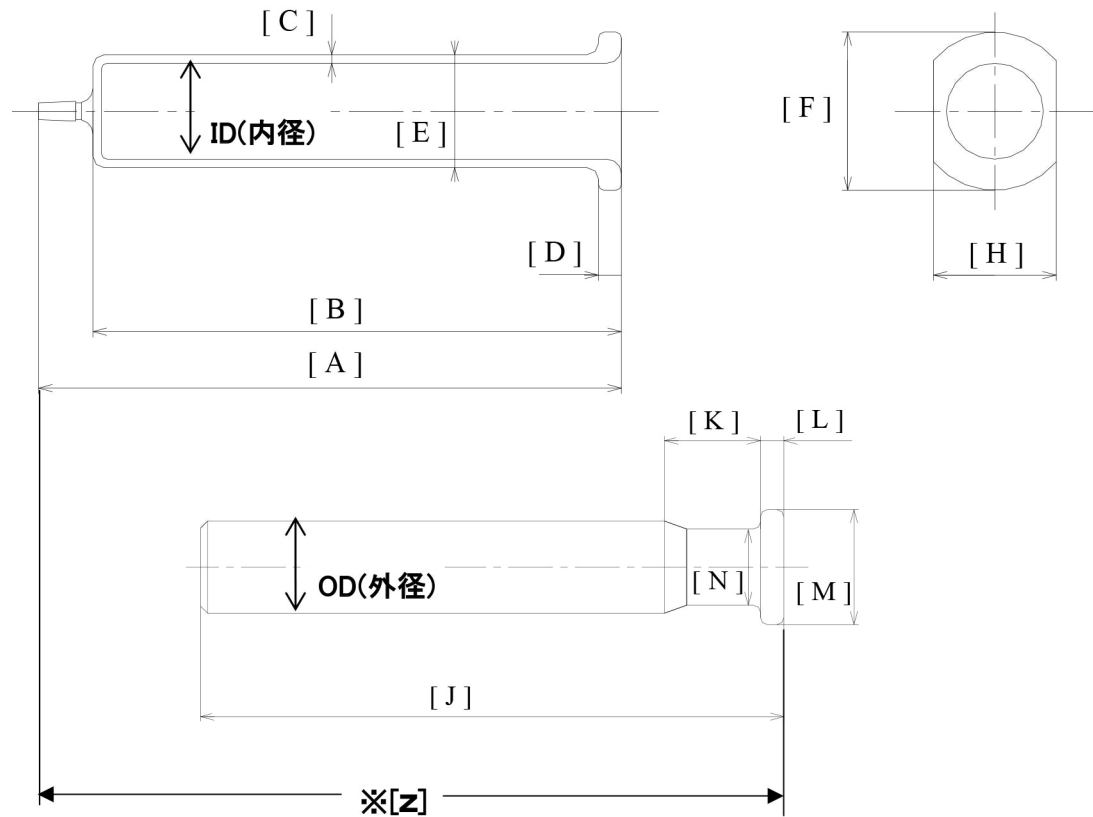 [ C ]
[ F ]
ID(内径)
[ E ]
[ D ]
[ H ]
[ B ]
[ A ]
[ K ]
[ L ]
OD(外径)
[ N ]
[ M ]
[ J ]
※[z]